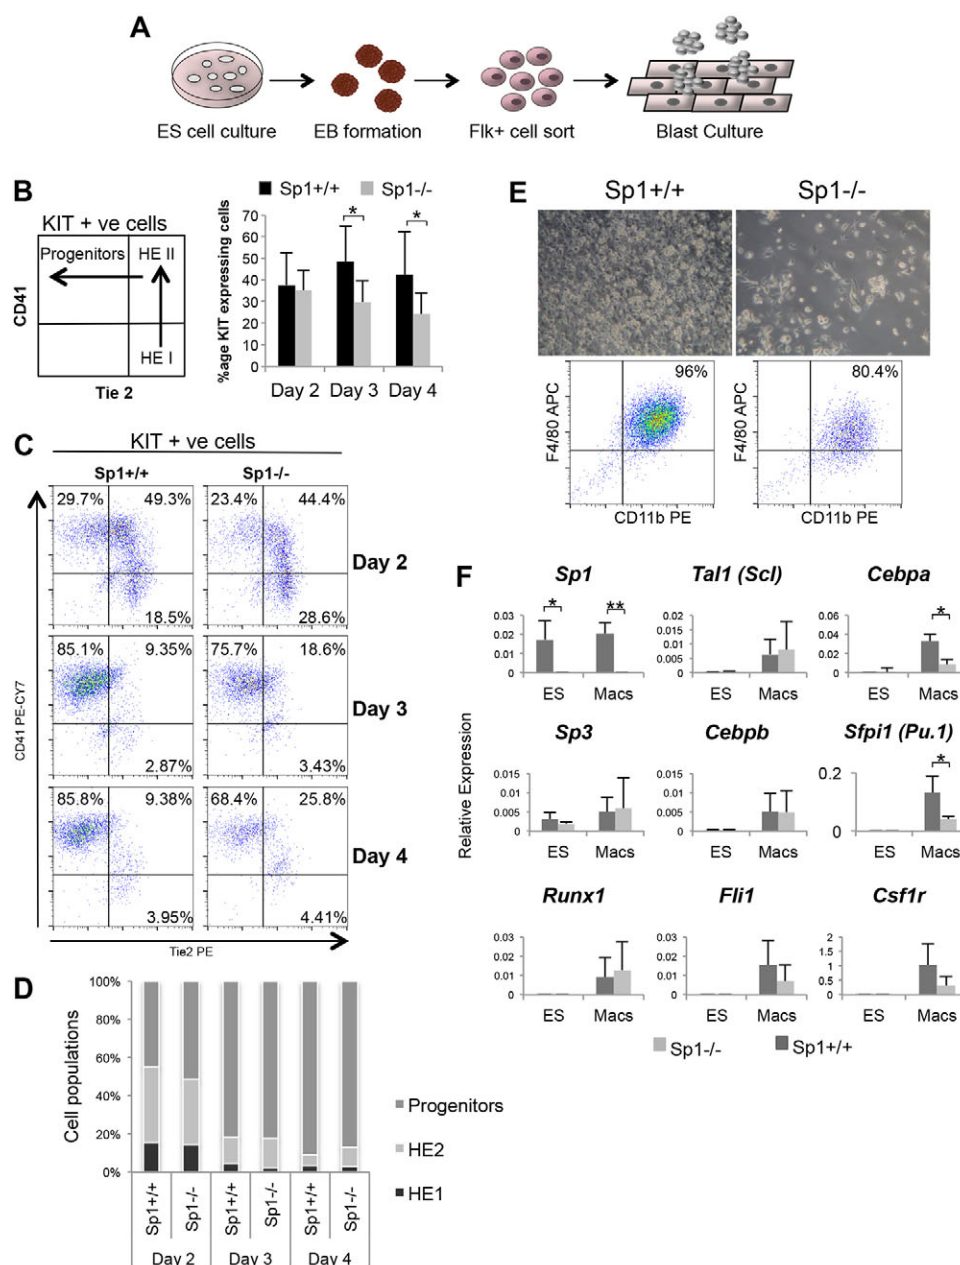 A
ES cell culture
EB formation
Flk+ cell sort
Blast Culture
B
KIT + ve cells
Progenitors
HE II
HE I
CD41
Tie 2
Sp1+/+
Sp1-/-
%age KIT expressing cells
70
60
50
40
30
20
10
0
*
*
Day 2
Day 3
Day 4
C
KIT + ve cells
Sp1+/+
Sp1-/-
29.7%
49.3%
18.5%
23.4%
44.4%
28.6%
Day 2
85.1%
9.35%
2.87%
75.7%
18.6%
3.43%
Day 3
85.8%
9.38%
3.95%
68.4%
25.8%
4.41%
Day 4
CD41 PE-CY7
Tie2 PE
D
Cell populations
100%
80%
60%
40%
20%
0%
Sp1+/+
Sp1-/-
Sp1+/+
Sp1-/-
Sp1+/+
Sp1-/-
Day 2
Day 3
Day 4
Progenitors
HE2
HE1
E
Sp1+/+
Sp1-/-
96%
F4/80 APC
CD11b PE
80.4%
F4/80 APC
CD11b PE
F
Relative Expression
Sp1
0.03
0.02
0.01
0
*
**
ES
Macs
Tal1 (Scl)
0.02
0.015
0.01
0.005
0
ES
Macs
Cebpa
0.06
0.04
0.02
0
*
ES
Macs
Sp3
0.015
0.01
0.005
0
ES
Macs
Cebpb
0.015
0.01
0.005
0
ES
Macs
Sfpi1 (Pu.1)
0.2
0
*
ES
Macs
Runx1
0.03
0.02
0.01
0
ES
Macs
Fli1
0.03
0.02
0.01
0
ES
Macs
Csf1r
2
1.5
1
0.5
0
ES
Macs
Sp1-/-
Sp1+/+